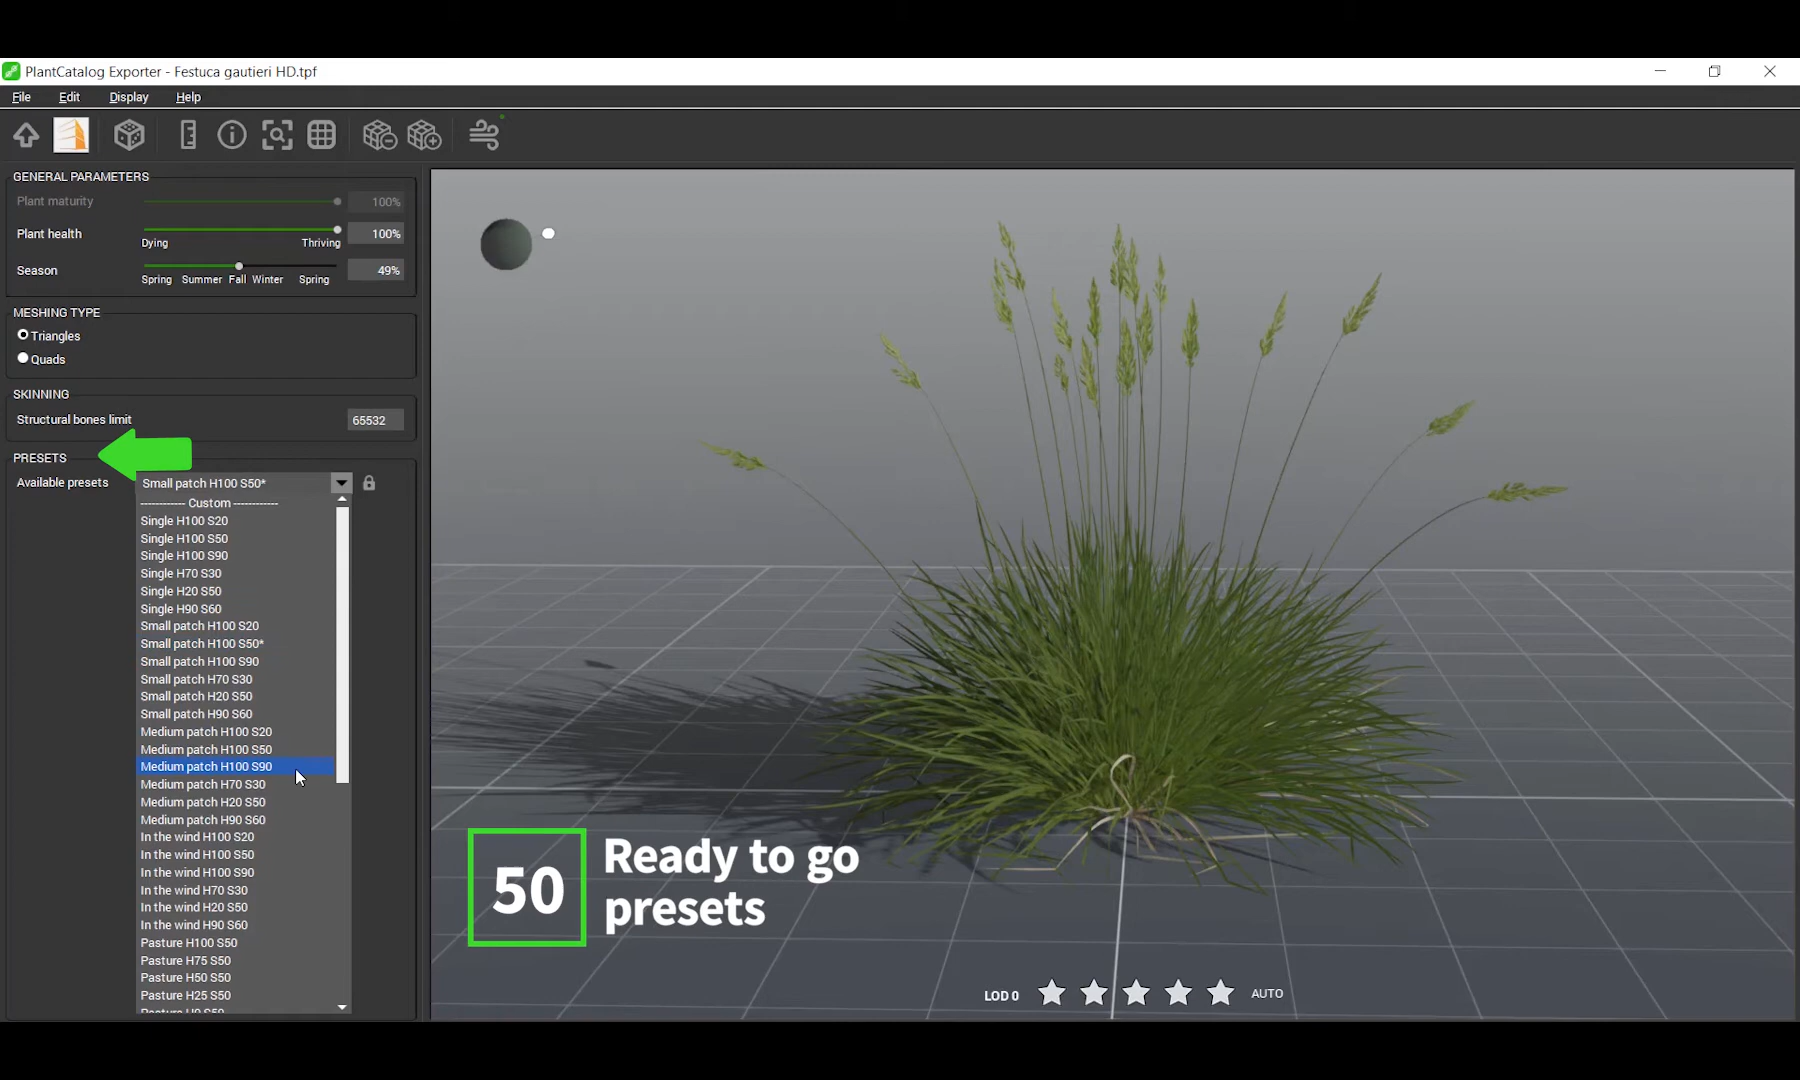 PlantCatalog Exporter - Festuca gautieri HD.tpf
File Edit Display Help
GENERAL PARAMETERS
Plant maturity 100%
Plant health 100%
Dying Thriving
Season 49%
Spring Summer Fall Winter Spring
MESHING TYPE
Triangles
Quads
SKINNING
Structural bones limit 65532
PRESETS
Available presets Small patch H100 S50*
------------ Custom ------------
Single H100 S20
Single H100 S50
Single H100 S90
Single H70 S30
Single H20 S50
Single H90 S60
Small patch H100 S20
Small patch H100 S50*
Small patch H100 S90
Small patch H70 S30
Small patch H20 S50
Small patch H90 S60
Medium patch H100 S20
Medium patch H100 S50
Medium patch H100 S90
Medium patch H70 S30
Medium patch H20 S50
Medium patch H90 S60
In the wind H100 S20
In the wind H100 S50
In the wind H100 S90
In the wind H70 S30
In the wind H20 S50
In the wind H90 S60
Pasture H100 S50
Pasture H75 S50
Pasture H50 S50
Pasture H25 S50
Pasture H0 S50
50 Ready to go
presets
LOD 0 AUTO